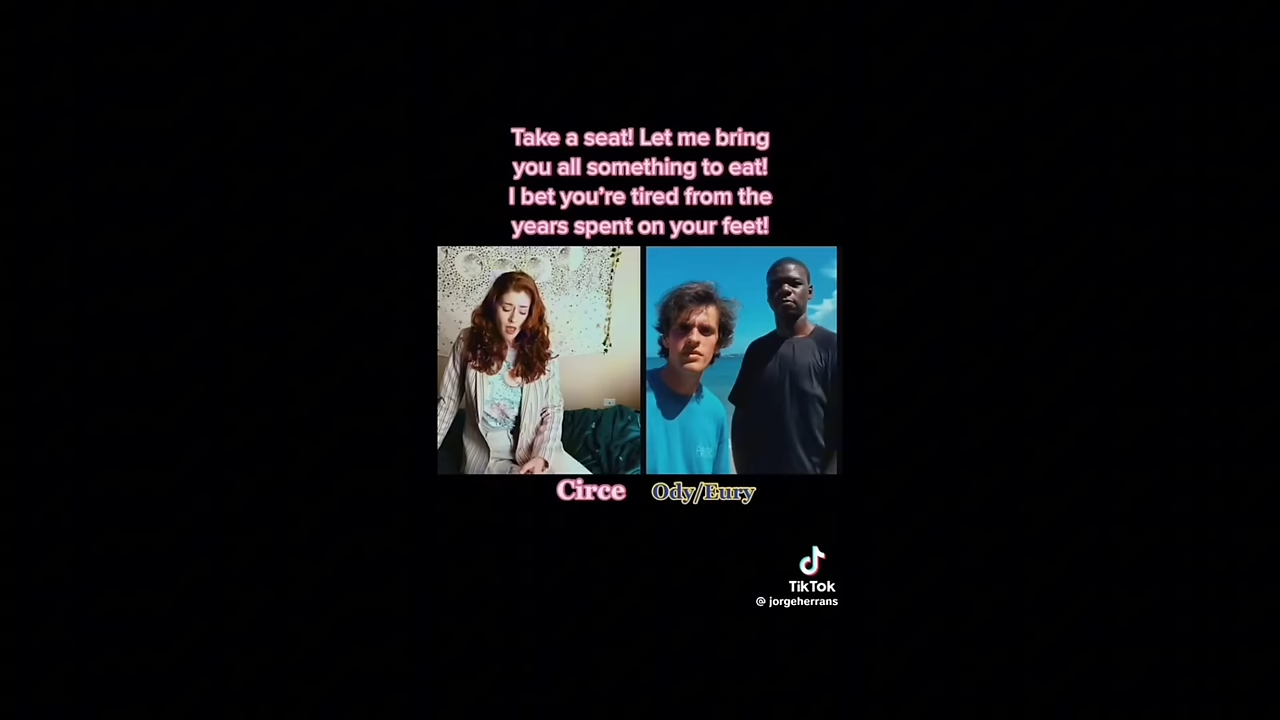 Take a seat! Let me bring
you all something to eat!
I bet you’re tired from the
years spent on your feet!
Circe
Ody/Eury
TikTok
@ jorgeherrans